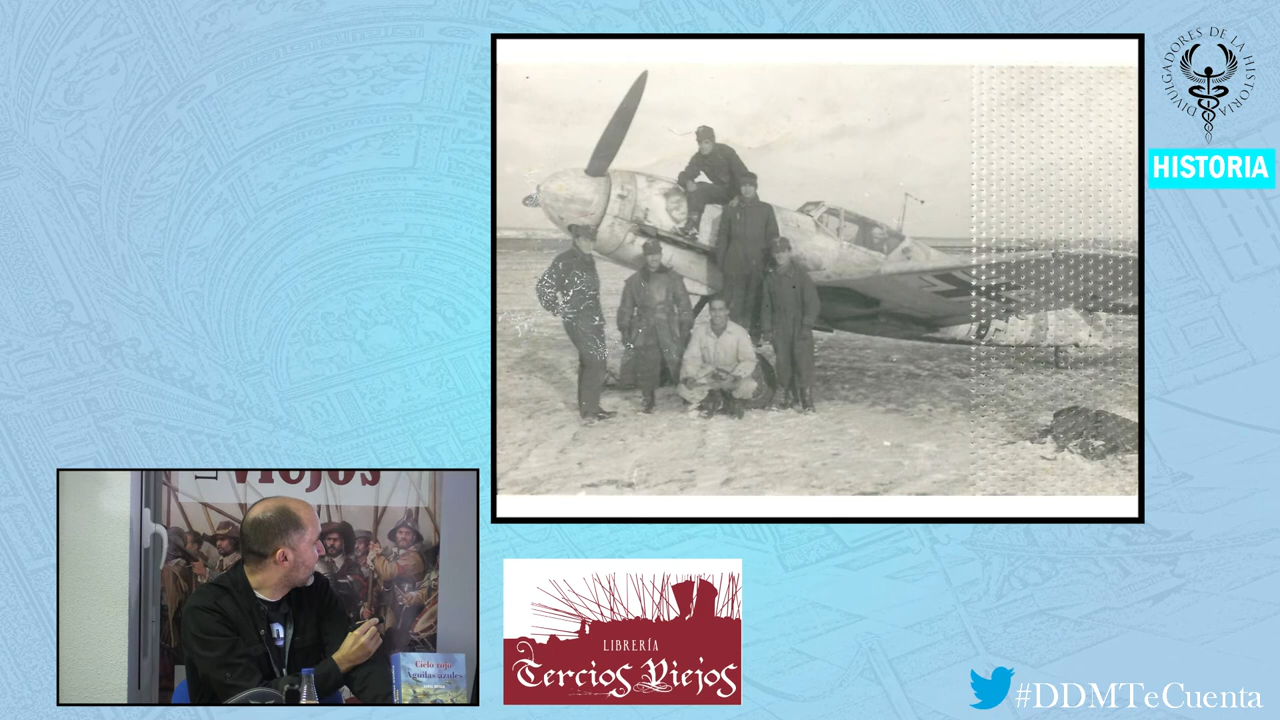 DIVULGADORES DE LA HISTORIA
HISTORIA
VIEJOS
Cielo rojo
Águilas azules
LIBRERÍA
Tercios Viejos
#DDMTeCuenta